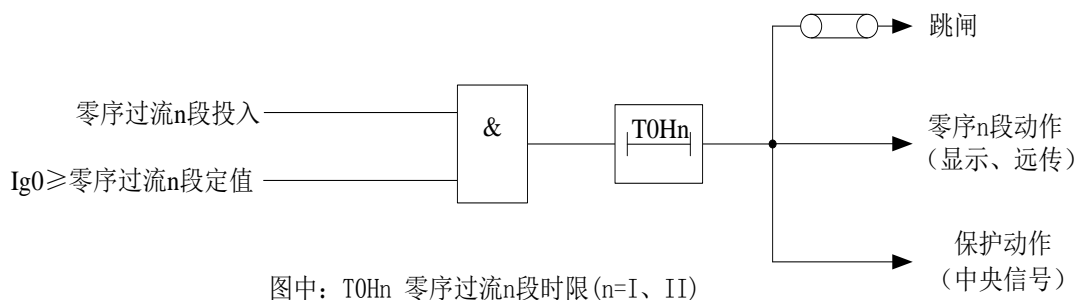 跳闸
零序过流n段投入
&
T0Hn
零序n段动作
（显示、远传）
Ig0≥零序过流n段定值
保护动作
（中央信号）
图中：T0Hn 零序过流n段时限(n=I、II)